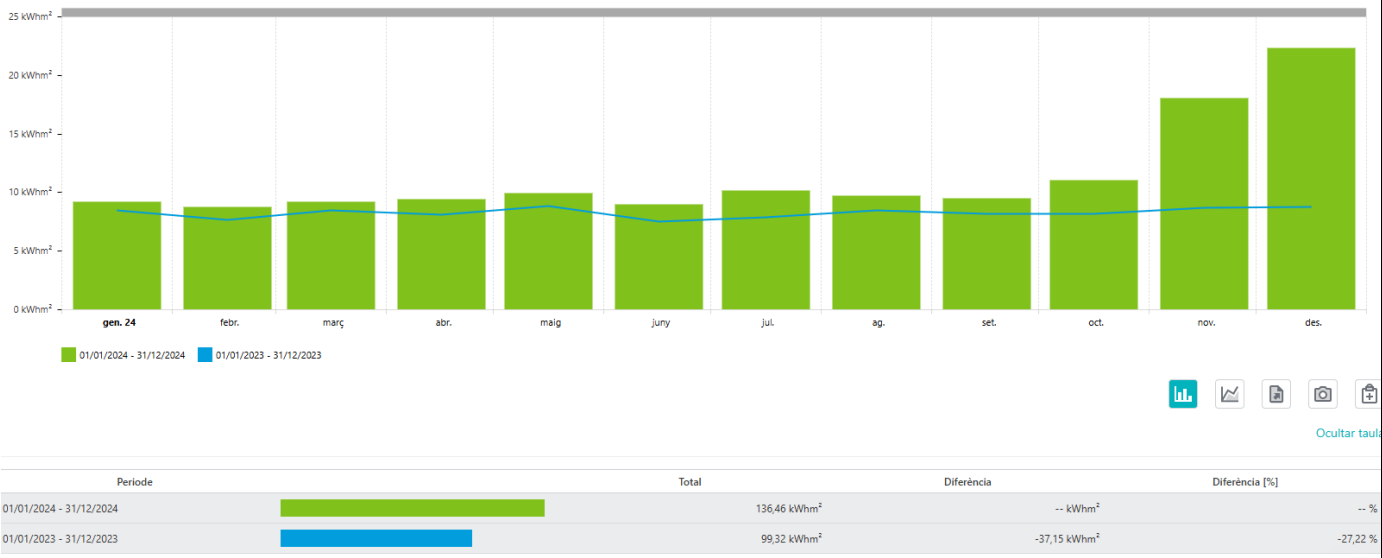 25 kWhm²
20 kWhm²
15 kWhm²
10 kWhm²
5 kWhm²
0 kWhm²
gen. 24 febr. març abr. maig juny jul. ag. set. oct. nov. des.
01/01/2024 - 31/12/2024 01/01/2023 - 31/12/2023
Ocultar taula
Periode Total Diferència Diferència [%]
01/01/2024 - 31/12/2024 136,46 kWhm² -- kWhm² -- %
01/01/2023 - 31/12/2023 99,32 kWhm² -37,15 kWhm² -27,22 %